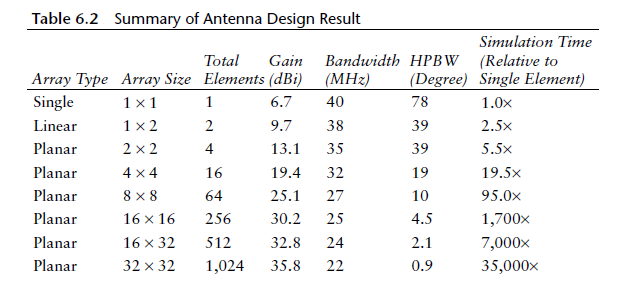 Table 6.2 Summary of Antenna Design Result
Simulation Time
Total Gain Bandwidth HPBW (Relative to
Array Type Array Size Elements (dBi) (MHz) (Degree) Single Element)
Single 1 × 1 1 6.7 40 78 1.0×
Linear 1 × 2 2 9.7 38 39 2.5×
Planar 2 × 2 4 13.1 35 39 5.5×
Planar 4 × 4 16 19.4 32 19 19.5×
Planar 8 × 8 64 25.1 27 10 95.0×
Planar 16 × 16 256 30.2 25 4.5 1,700×
Planar 16 × 32 512 32.8 24 2.1 7,000×
Planar 32 × 32 1,024 35.8 22 0.9 35,000×